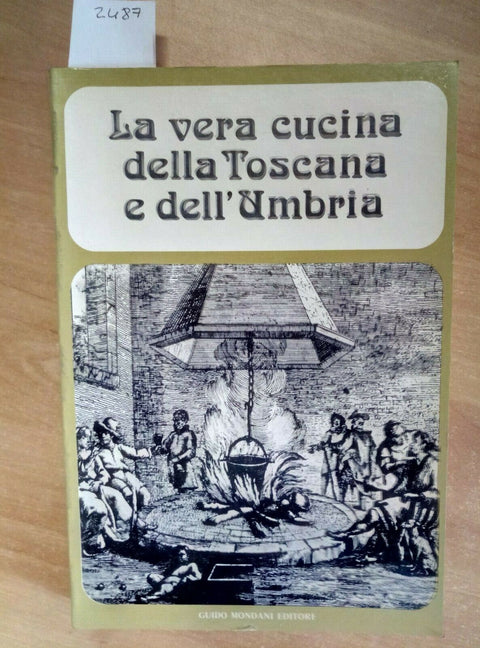 2487
La vera cucina
della Toscana
e dell'Umbria
GUIDO MONDANI EDITORE